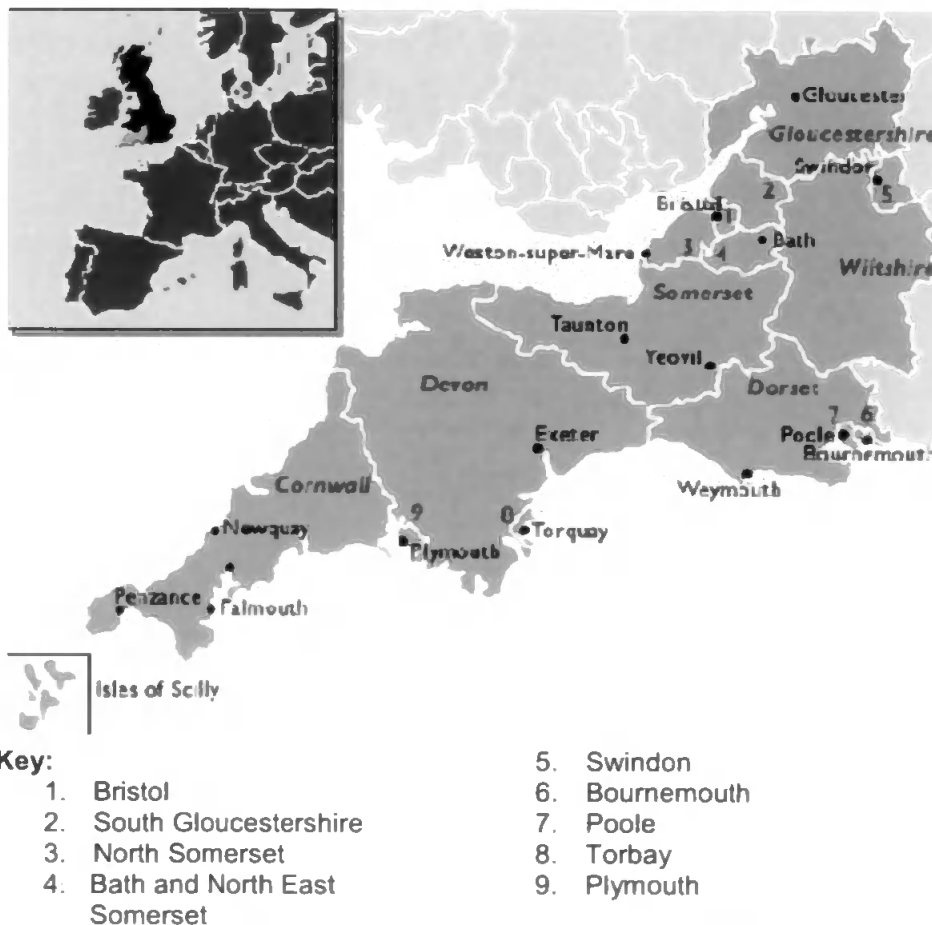 Gloucester
Gloucestershire
Swindon
2
5
Bristol
1
3
4
Bath
Weston-super-Mare
Wiltshire
Somerset
Taunton
Yeovil
Devon
Dorset
7 6
Exeter
Poole
Bournemouth
Cornwall
Weymouth
9
8
Newquay
Torquay
Plymouth
Penzance
Falmouth
Isles of Scilly
Key:
1. Bristol
2. South Gloucestershire
3. North Somerset
4. Bath and North East
Somerset
5. Swindon
6. Bournemouth
7. Poole
8. Torbay
9. Plymouth